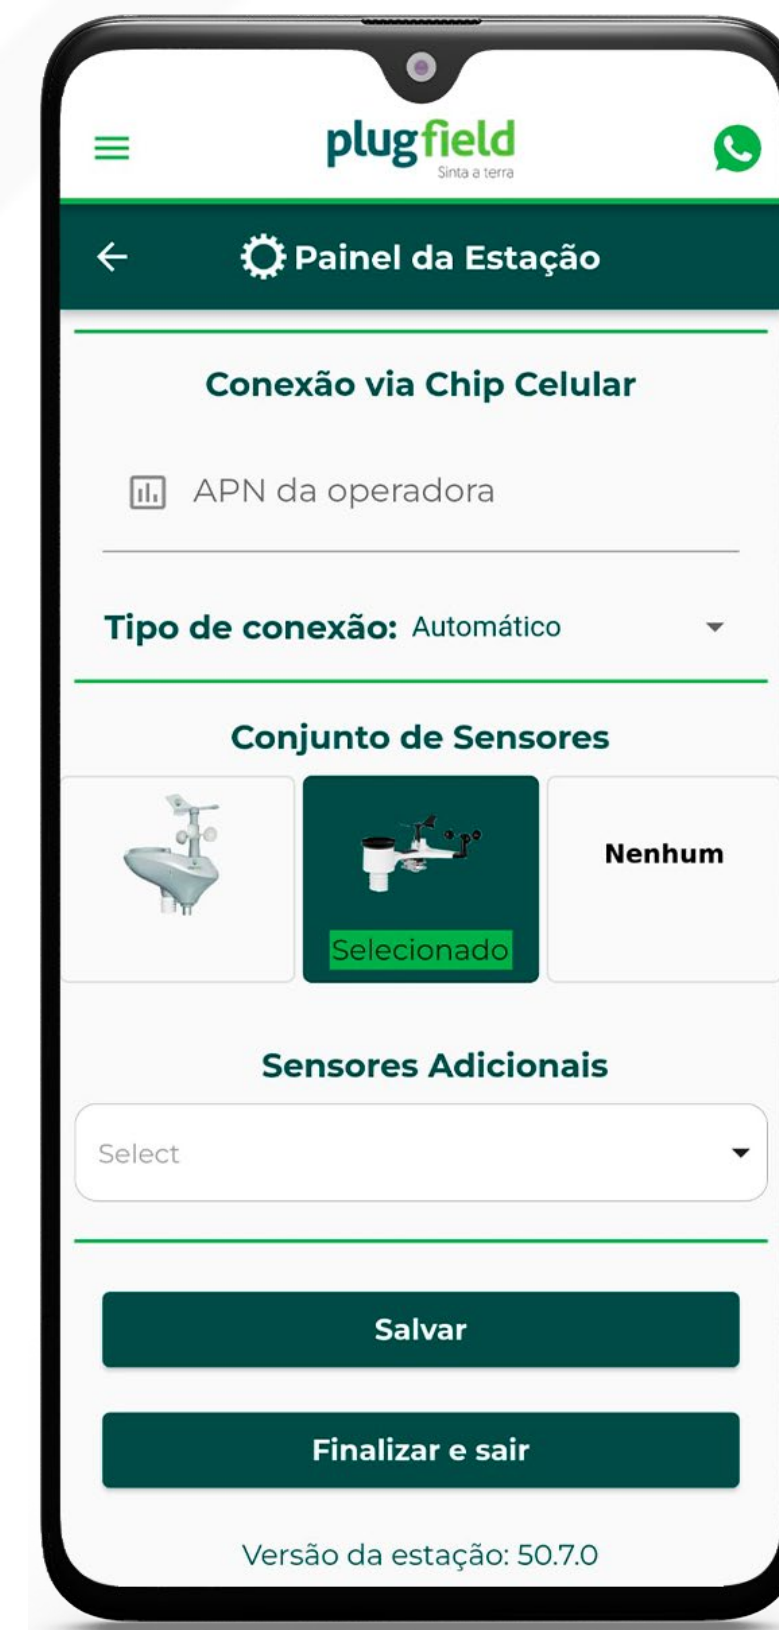 plugfield
Sinta a terra
Painel da Estação
Conexão via Chip Celular
APN da operadora
Tipo de conexão: Automático
Conjunto de Sensores
Selecionado
Nenhum
Sensores Adicionais
Select
Salvar
Finalizar e sair
Versão da estação: 50.7.0